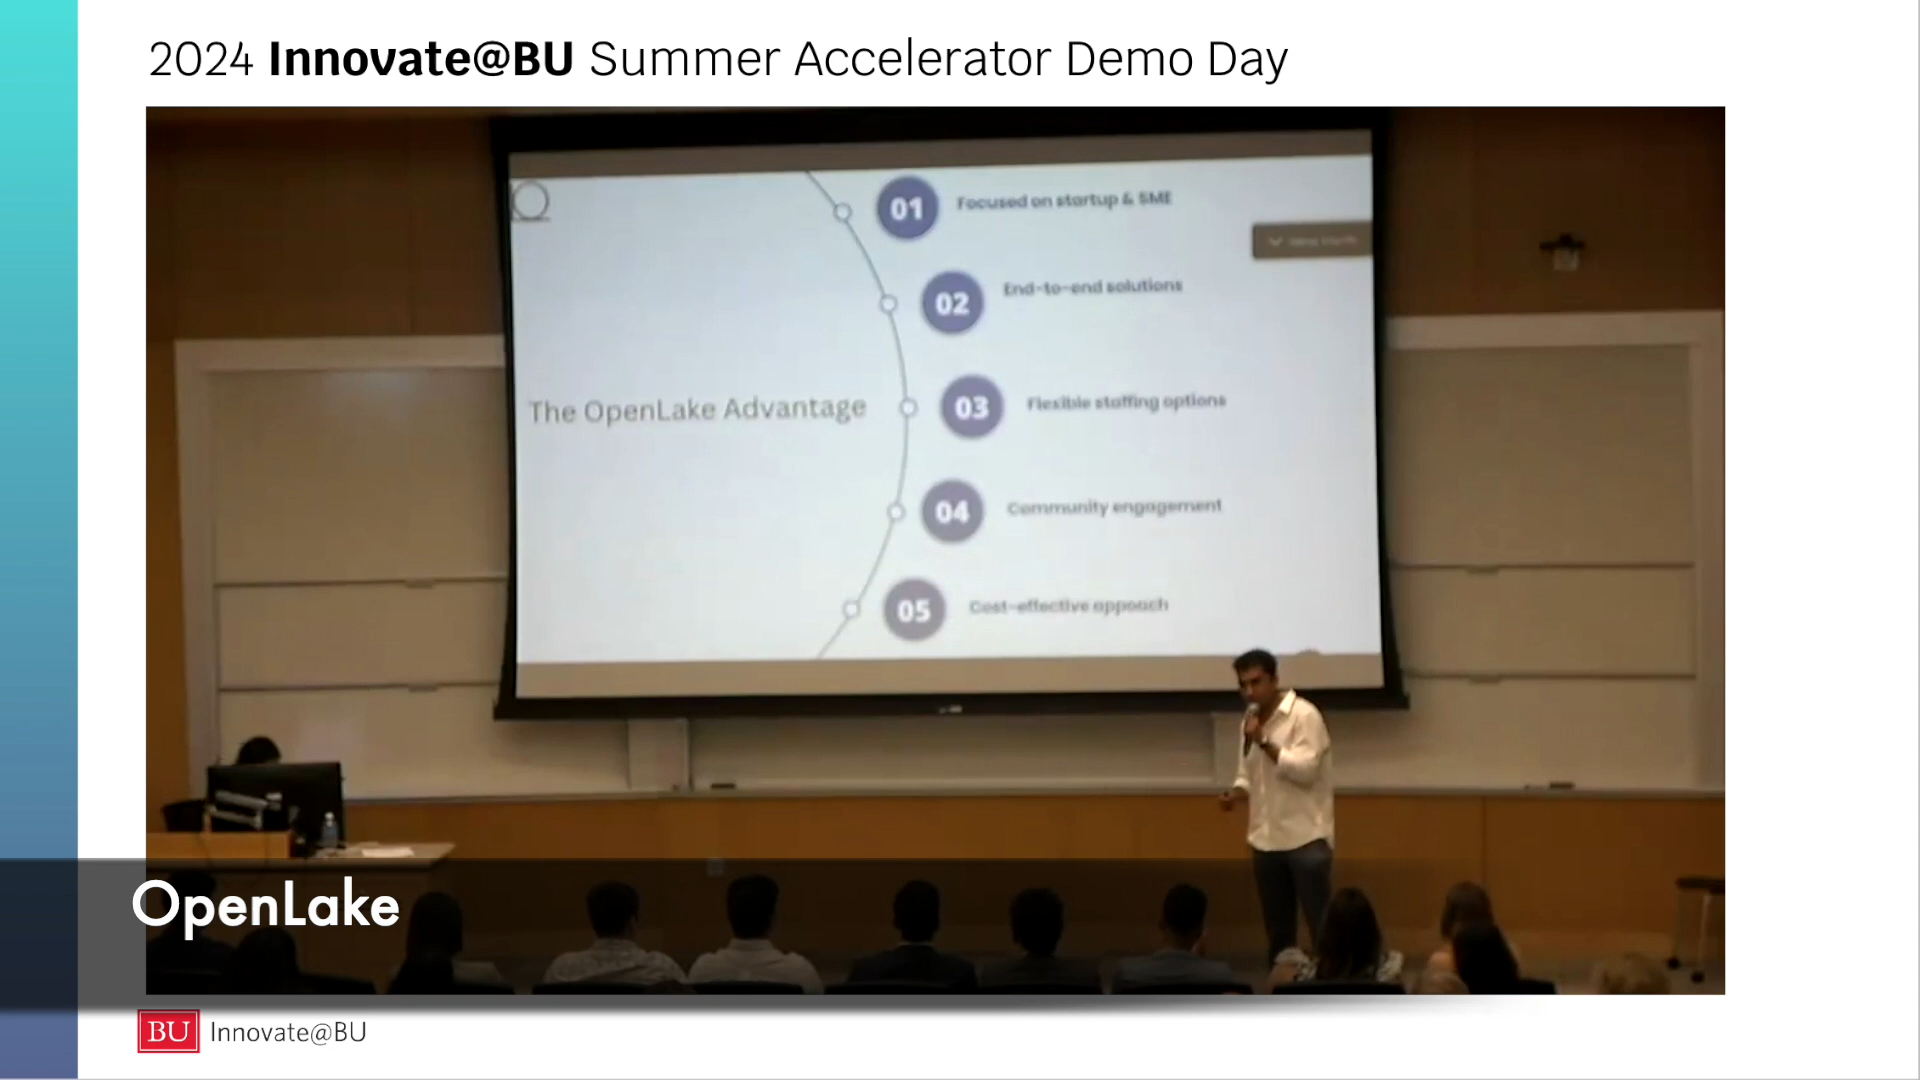 2024 Innovate@BU Summer Accelerator Demo Day
01 Focused on startup & SME
02 End-to-end solutions
The OpenLake Advantage
03 Flexible staffing options
04 Community engagement
05 Cost-effective appoach
OpenLake
BU Innovate@BU